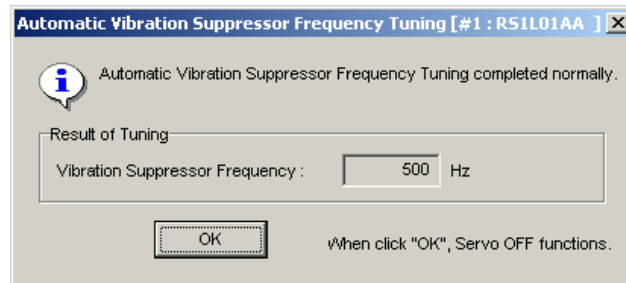 Automatic Vibration Suppressor Frequency Tuning [#1 : RS1L01AA ]
Automatic Vibration Suppressor Frequency Tuning completed normally.
Result of Tuning
Vibration Suppressor Frequency : 500 Hz
OK When click "OK", Servo OFF functions.